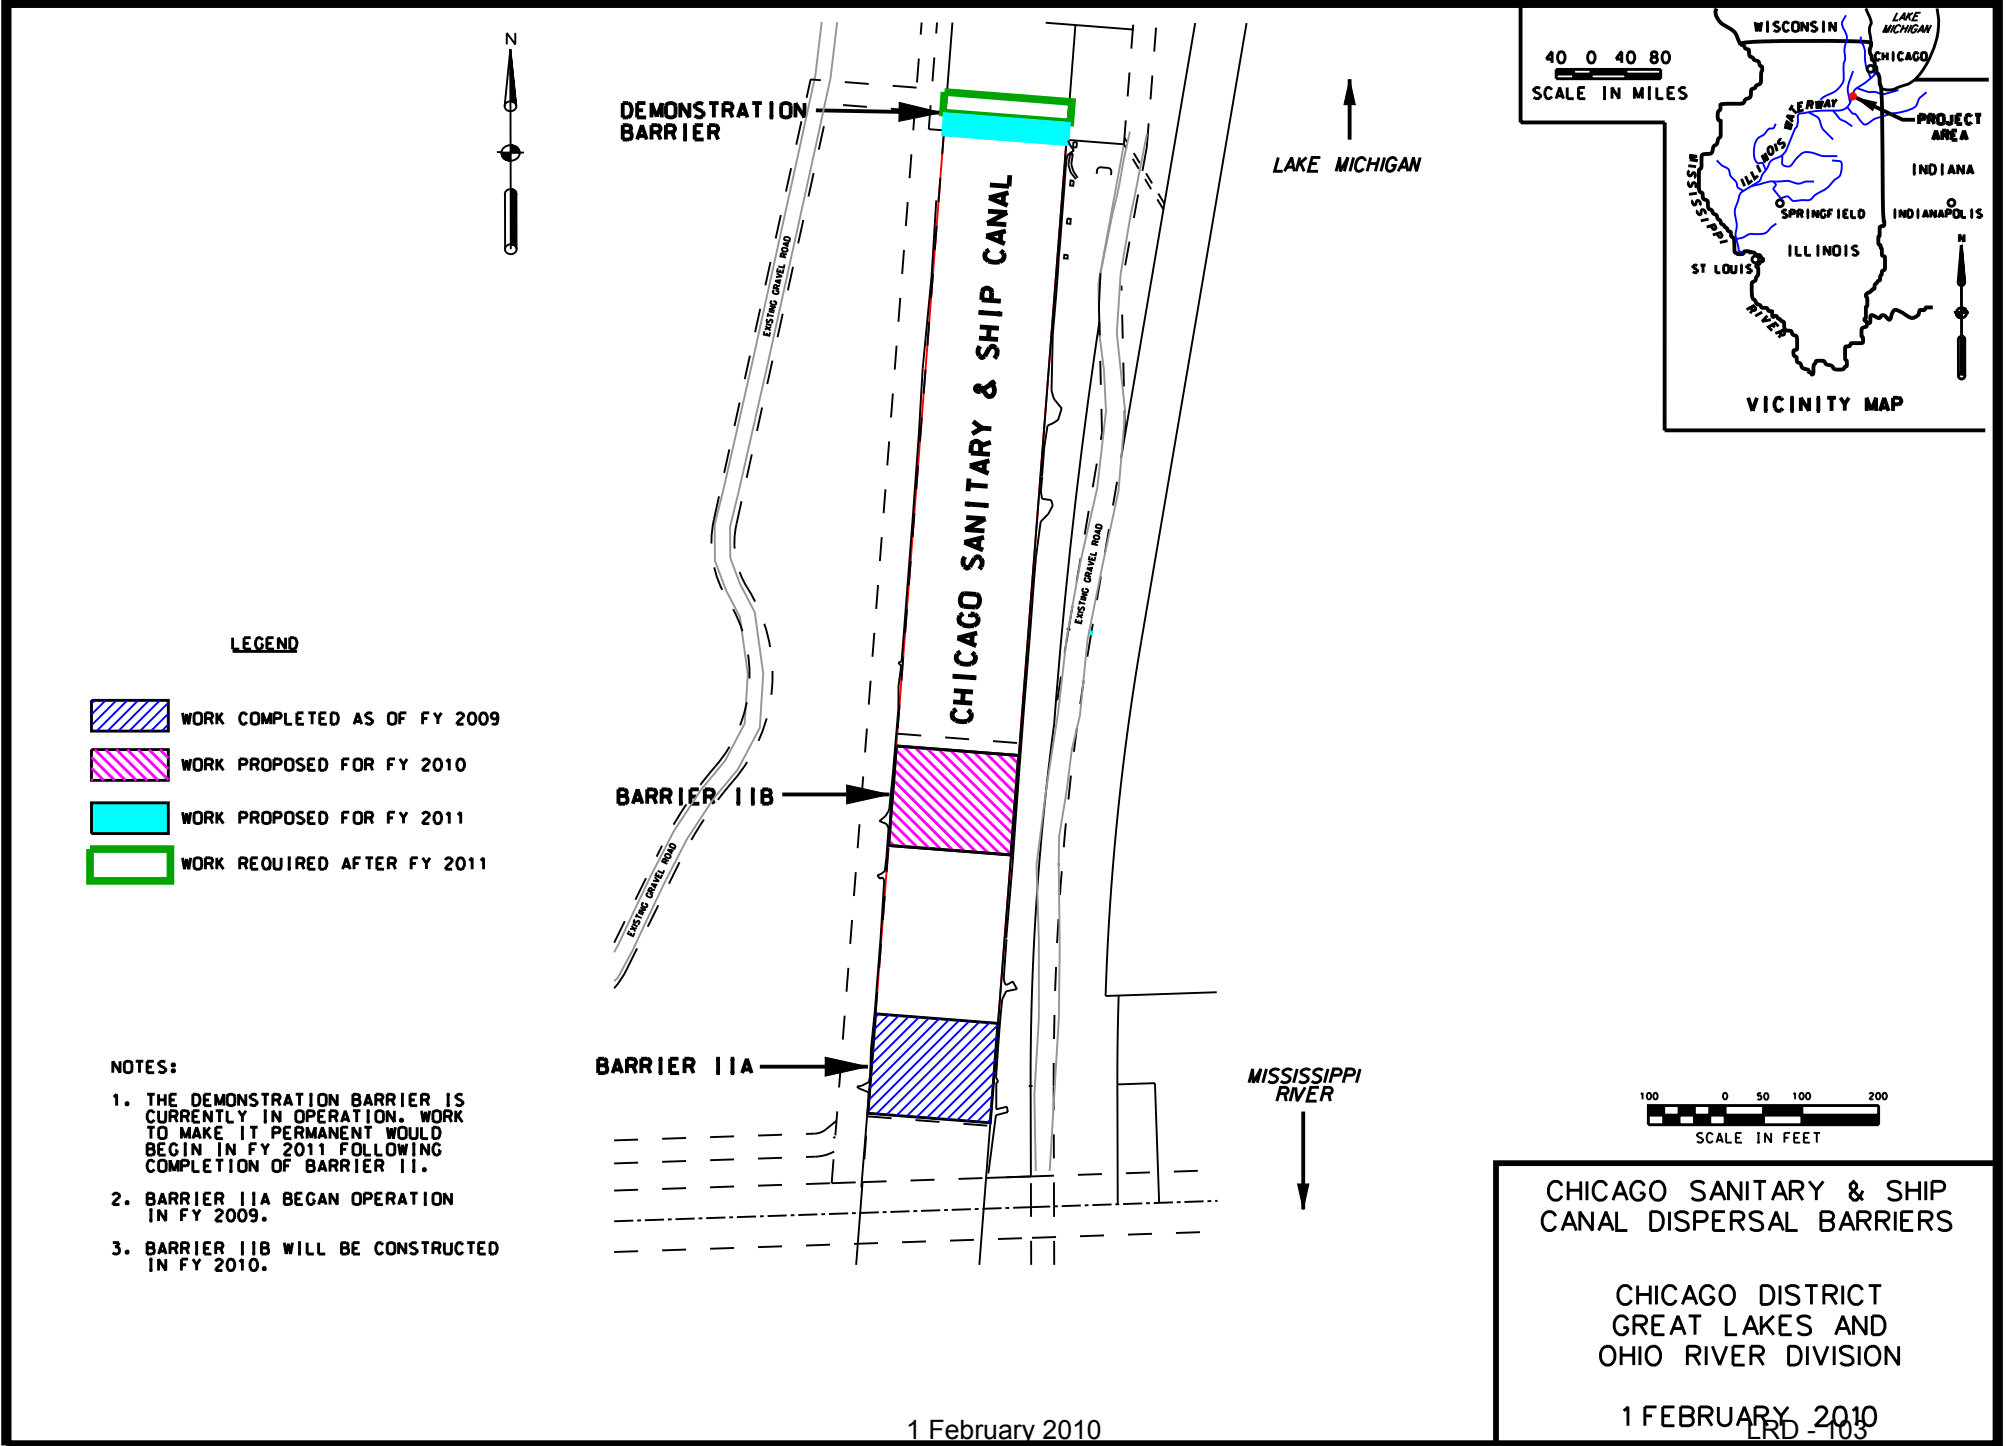 N
DEMONSTRATION
BARRIER
LAKE MICHIGAN
CHICAGO SANITARY & SHIP CANAL
EXISTING GRAVEL ROAD
EXISTING GRAVEL ROAD
EXISTING GRAVEL ROAD
BARRIER IIB
BARRIER IIA
MISSISSIPPI
RIVER
40 0 40 80
SCALE IN MILES
WISCONSIN
LAKE
MICHIGAN
CHICAGO
ILLINOIS WATERWAY
PROJECT
AREA
INDIANA
MISSISSIPPI
SPRINGFIELD
INDIANAPOLIS
ILLINOIS
N
ST LOUIS
RIVER
VICINITY MAP
LEGEND
WORK COMPLETED AS OF FY 2009
WORK PROPOSED FOR FY 2010
WORK PROPOSED FOR FY 2011
WORK REQUIRED AFTER FY 2011
NOTES:
1. THE DEMONSTRATION BARRIER IS
CURRENTLY IN OPERATION. WORK
TO MAKE IT PERMANENT WOULD
BEGIN IN FY 2011 FOLLOWING
COMPLETION OF BARRIER II.
2. BARRIER IIA BEGAN OPERATION
IN FY 2009.
3. BARRIER IIB WILL BE CONSTRUCTED
IN FY 2010.
100 0 50 100 200
SCALE IN FEET
CHICAGO SANITARY & SHIP
CANAL DISPERSAL BARRIERS
CHICAGO DISTRICT
GREAT LAKES AND
OHIO RIVER DIVISION
1 FEBRUARY 2010
1 February 2010
LRD - 103